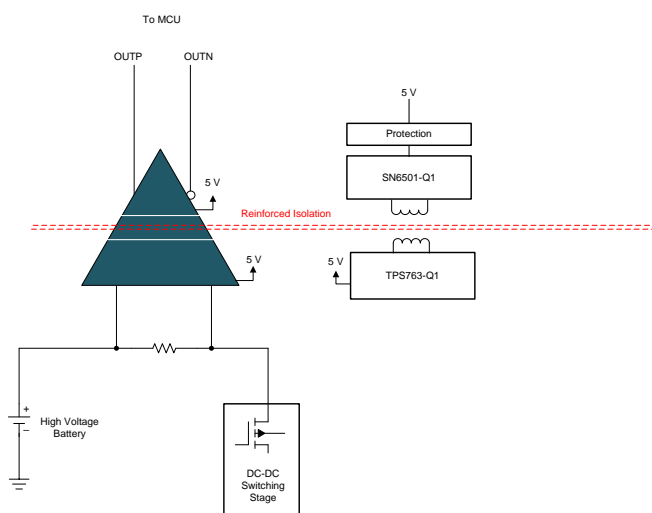 To MCU
OUTP
OUTN
5 V
Protection
5 V
SN6501-Q1
Reinforced Isolation
5 V
5 V
TPS763-Q1
+
−
High Voltage
Battery
DC-DC
Switching
Stage